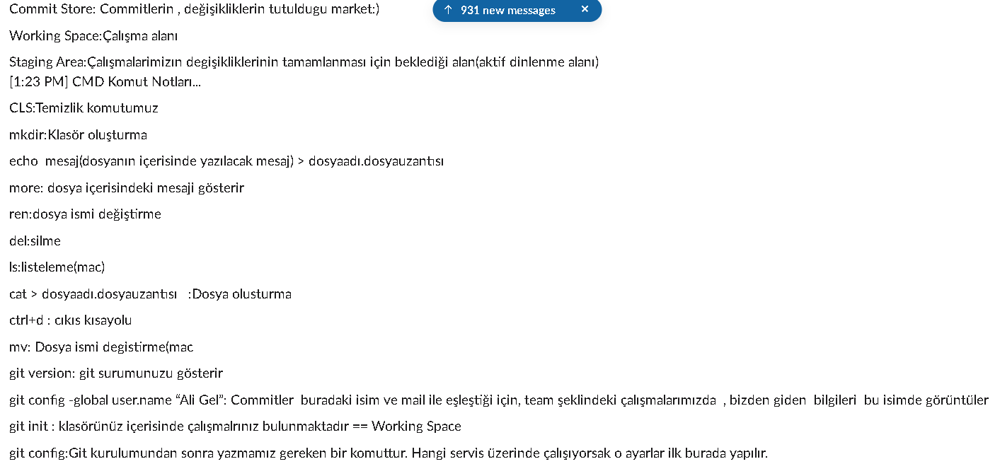 Commit Store: Commitlerin , değişikliklerin tutuldugu market:)
↑ 931 new messages ×
Working Space:Çalışma alanı
Staging Area:Çalışmalarimizın degişikliklerinin tamamlanması için beklediği alan(aktif dinlenme alanı)
[1:23 PM] CMD Komut Notları...
CLS:Temizlik komutumuz
mkdir:Klasör oluşturma
echo  mesaj(dosyanın içerisinde yazılacak mesaj) > dosyaadı.dosyauzantısı
more: dosya içerisindeki mesaji gösterir
ren:dosya ismi değiştirme
del:silme
ls:listeleme(mac)
cat > dosyaadı.dosyauzantısı   :Dosya olusturma
ctrl+d : cıkıs kısayolu
mv: Dosya ismi degistirme(mac
git version: git surumunuzu gösterir
git config -global user.name “Ali Gel”: Commitler  buradaki isim ve mail ile eşleştiği için, team şeklindeki çalışmalarımızda  , bizden giden  bilgileri  bu isimde görüntüler
git init : klasörünüz içerisinde çalışmalrınız bulunmaktadır == Working Space
git config:Git kurulumundan sonra yazmamız gereken bir komuttur. Hangi servis üzerinde çalışıyorsak o ayarlar ilk burada yapılır.